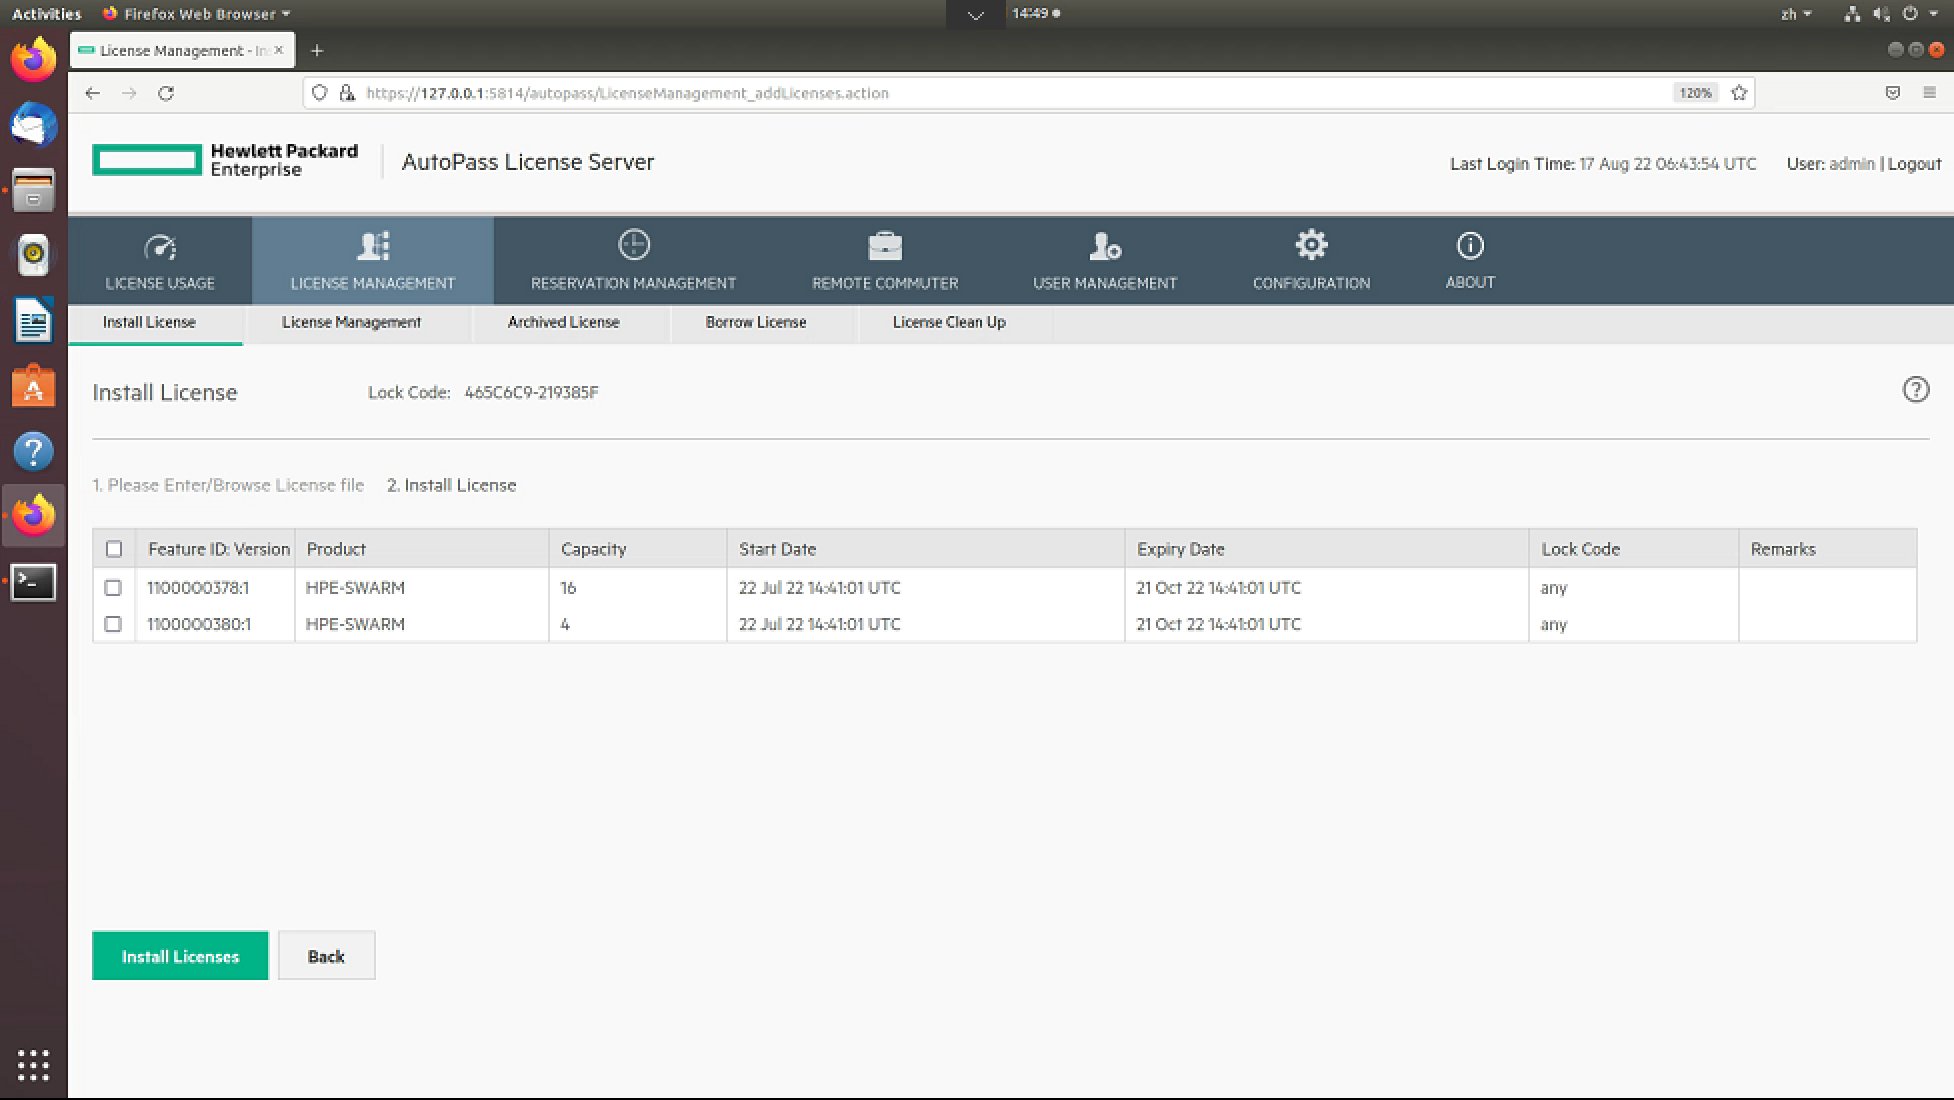 Activities Firefox Web Browser 14:49 zh
License Management - In
https://127.0.0.1:5814/autopass/LicenseManagement_addLicenses.action 120%
Hewlett Packard
Enterprise
AutoPass License Server
Last Login Time: 17 Aug 22 06:43:54 UTC User: admin | Logout
LICENSE USAGE LICENSE MANAGEMENT RESERVATION MANAGEMENT REMOTE COMMUTER USER MANAGEMENT CONFIGURATION ABOUT
Install License License Management Archived License Borrow License License Clean Up
Install License Lock Code: 465C6C9-219385F
1. Please Enter/Browse License file 2. Install License
Feature ID: Version Product Capacity Start Date Expiry Date Lock Code Remarks
1100000378:1 HPE-SWARM 16 22 Jul 22 14:41:01 UTC 21 Oct 22 14:41:01 UTC any
1100000380:1 HPE-SWARM 4 22 Jul 22 14:41:01 UTC 21 Oct 22 14:41:01 UTC any
Install Licenses Back